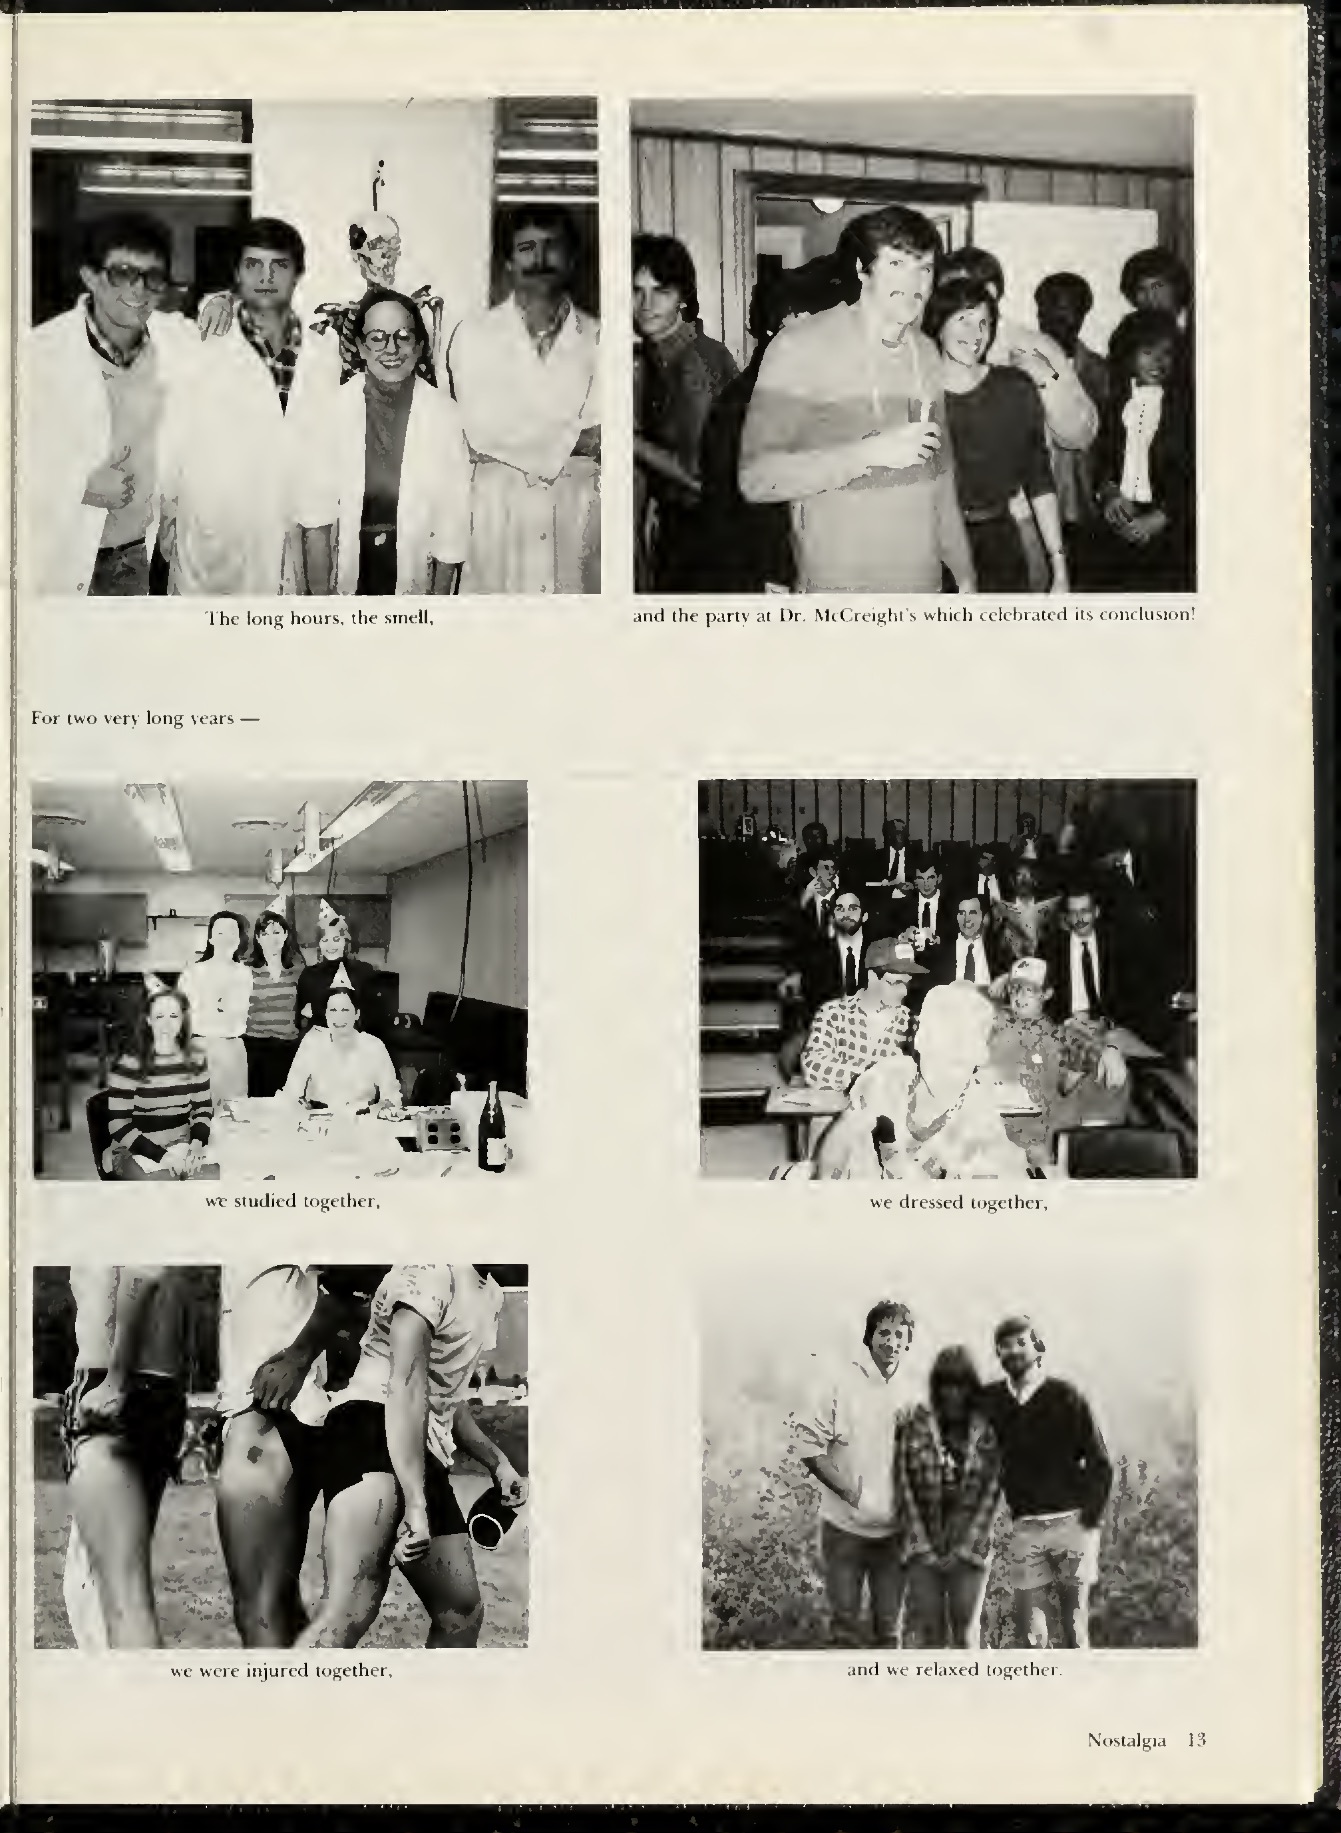 The long hours, the smell,
and the party at Dr. McCreight's which celebrated its conclusion!
For two very long years —
we studied together,
we dressed together,
we were injured together,
and we relaxed together.
Nostalgia 13